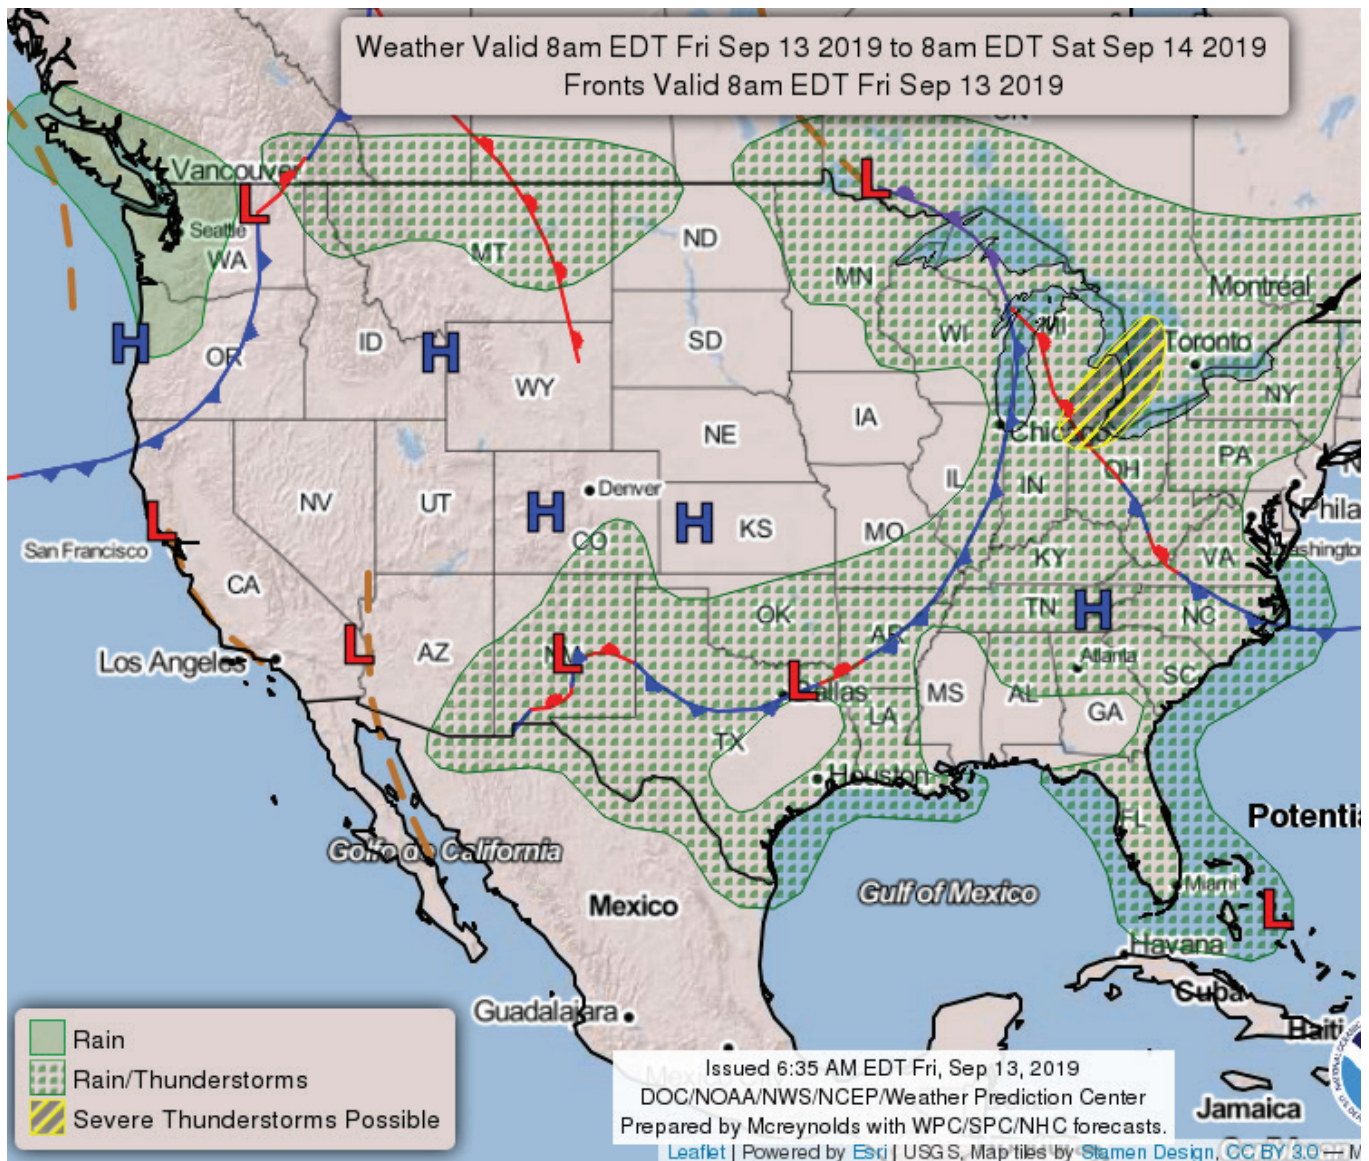 Weather Valid 8am EDT Fri Sep 13 2019 to 8am EDT Sat Sep 14 2019
Fronts Valid 8am EDT Fri Sep 13 2019
Vancouver
L
L
Seattle
WA
MT
ND
MN
Montréal
H
OR
ID
H
WY
SD
WI
MI
Toronto
NY
NE
IA
Chicago
PA
OH
IL
IN
NV
UT
Denver
H
CO
H
KS
MO
KY
VA
Phila
Washington
L
San Francisco
CA
AZ
L
Los Angeles
NM
L
OK
AR
TN
H
NC
Atlanta
SC
L
Dallas
MS
AL
GA
LA
TX
Houston
FL
Potentia
Golfo de California
Mexico
Gulf of Mexico
Miami
L
Havana
Cuba
Haiti
Guadalajara
Mexico City
Jamaica
Rain
Rain/Thunderstorms
Severe Thunderstorms Possible
Issued 6:35 AM EDT Fri, Sep 13, 2019
DOC/NOAA/NWS/NCEP/Weather Prediction Center
Prepared by Mcreynolds with WPC/SPC/NHC forecasts.
Leaflet | Powered by Esri | USGS, Map tiles by Stamen Design, CC BY 3.0 — M